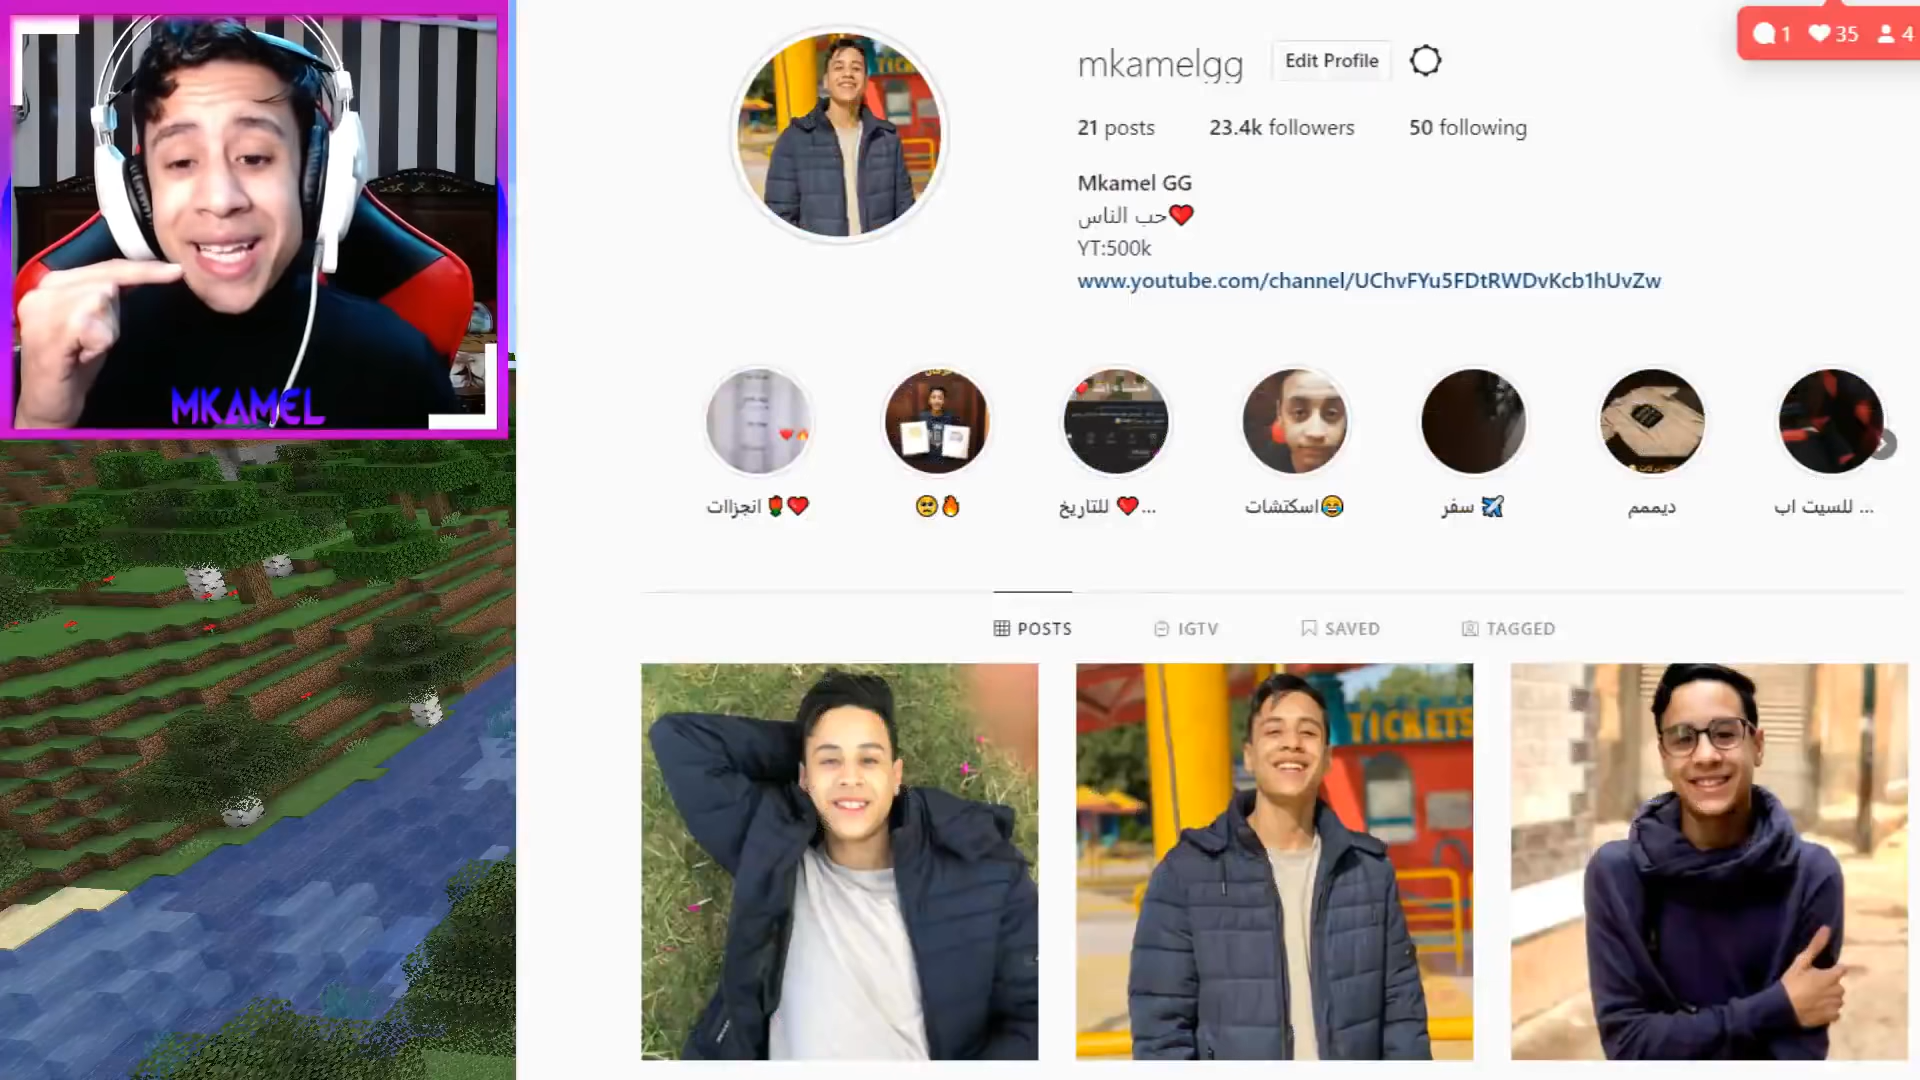 MKAMEL
1 35 4
mkamelgg Edit Profile
21 posts 23.4k followers 50 following
Mkamel GG
حب الناس❤️
YT:500k
www.youtube.com/channel/UChvFYu5FDtRWDvKcb1hUvZw
انجزاات 🌹❤️
🥺🔥
للتاريخ ❤️...
اسكتشات😂
سفر ✈️
ديممم
للسيت اب ...
POSTS IGTV SAVED TAGGED
TICKETS